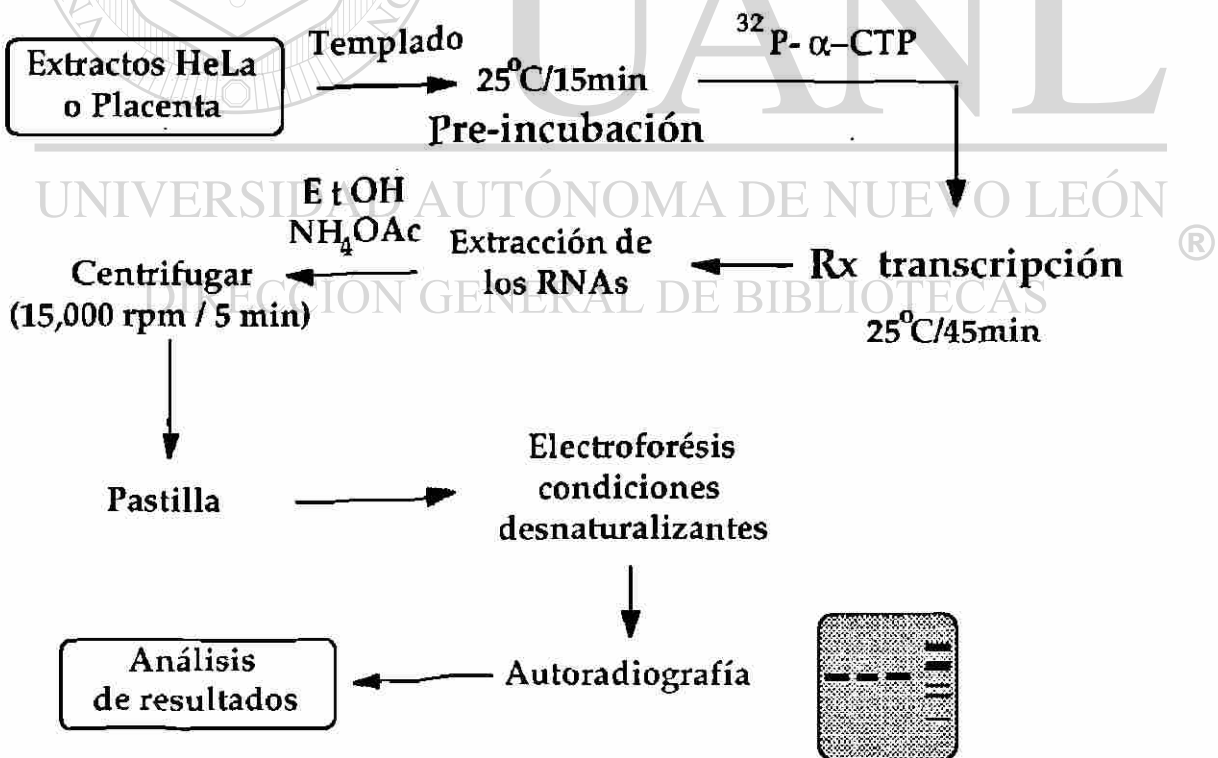 UANL
Extractos HeLa
o Placenta
Templado
25°C/15min
Pre-incubación
³²P- α–CTP
UNIVERSIDAD AUTÓNOMA DE NUEVO LEÓN
®
DIRECCIÓN GENERAL DE BIBLIOTECAS
Rx transcripción
25°C/45min
Extracción de
los RNAs
EtOH
NH₄OAc
Centrifugar
(15,000 rpm / 5 min)
Pastilla
Electroforésis
condiciones
desnaturalizantes
Autoradiografía
Análisis
de resultados